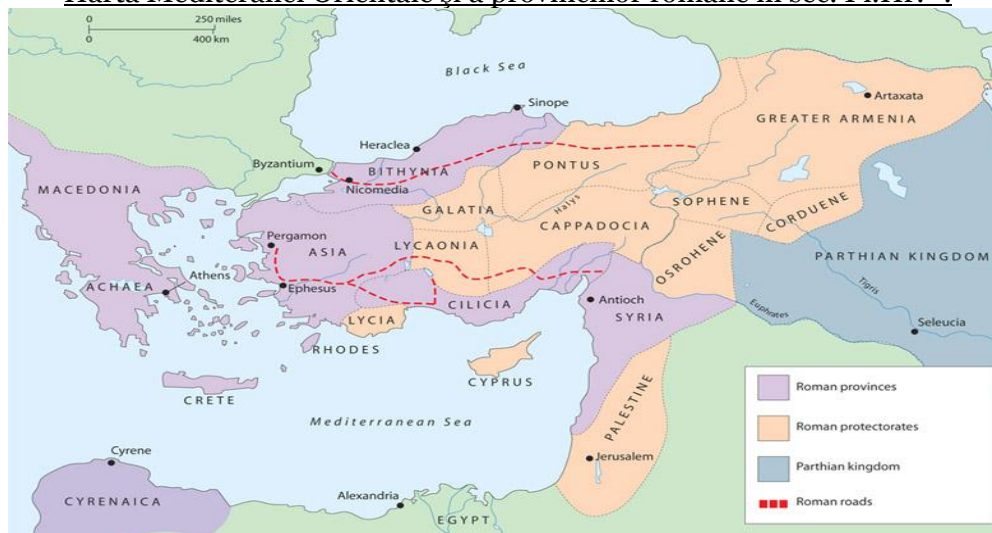 Harta Mediteranei Orientale și a provinciilor romane în sec.
0 250 miles
0 400 km
Black Sea
Sinope
Artaxata
GREATER ARMENIA
Heraclea
Byzantium
BITHYNIA
PONTUS
Nicomedia
MACEDONIA
Halys
SOPHENE
CORDUENE
GALATIA
CAPPADOCIA
Pergamon
ASIA
LYCAONIA
OSROHENE
PARTHIAN KINGDOM
Athens
Tigris
ACHAEA
Ephesus
CILICIA
Antioch
SYRIA
Euphrates
LYCIA
Seleucia
RHODES
CYPRUS
CRETE
Roman provinces
Mediterranean Sea
PALESTINE
Roman protectorates
Cyrene
Jerusalem
Parthian kingdom
CYRENAICA
Alexandria
EGYPT
Roman roads